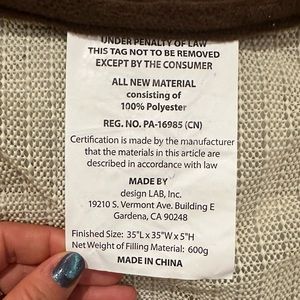 UNDER PENALTY OF LAW
THIS TAG NOT TO BE REMOVED
EXCEPT BY THE CONSUMER
ALL NEW MATERIAL
consisting of
100% Polyester
REG. NO. PA-16985 (CN)
Certification is made by the manufacturer
that the materials in this article are
described in accordance with law
MADE BY
design LAB, Inc.
19210 S. Vermont Ave. Building E
Gardena, CA 90248
Finished Size: 35"L x 35"W x 5"H
Net Weight of Filling Material: 600g
MADE IN CHINA